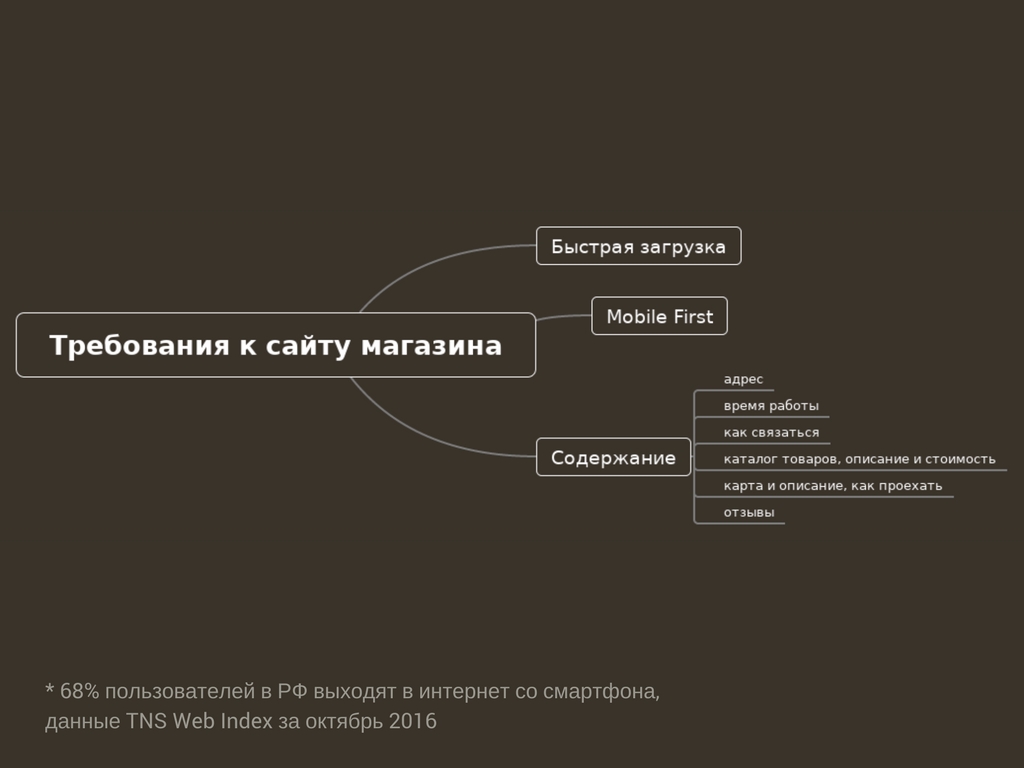 Требования к сайту магазина
Быстрая загрузка
Mobile First
Содержание
адрес
время работы
как связаться
каталог товаров, описание и стоимость
карта и описание, как проехать
отзывы
* 68% пользователей в РФ выходят в интернет со смартфона,
данные TNS Web Index за октябрь 2016